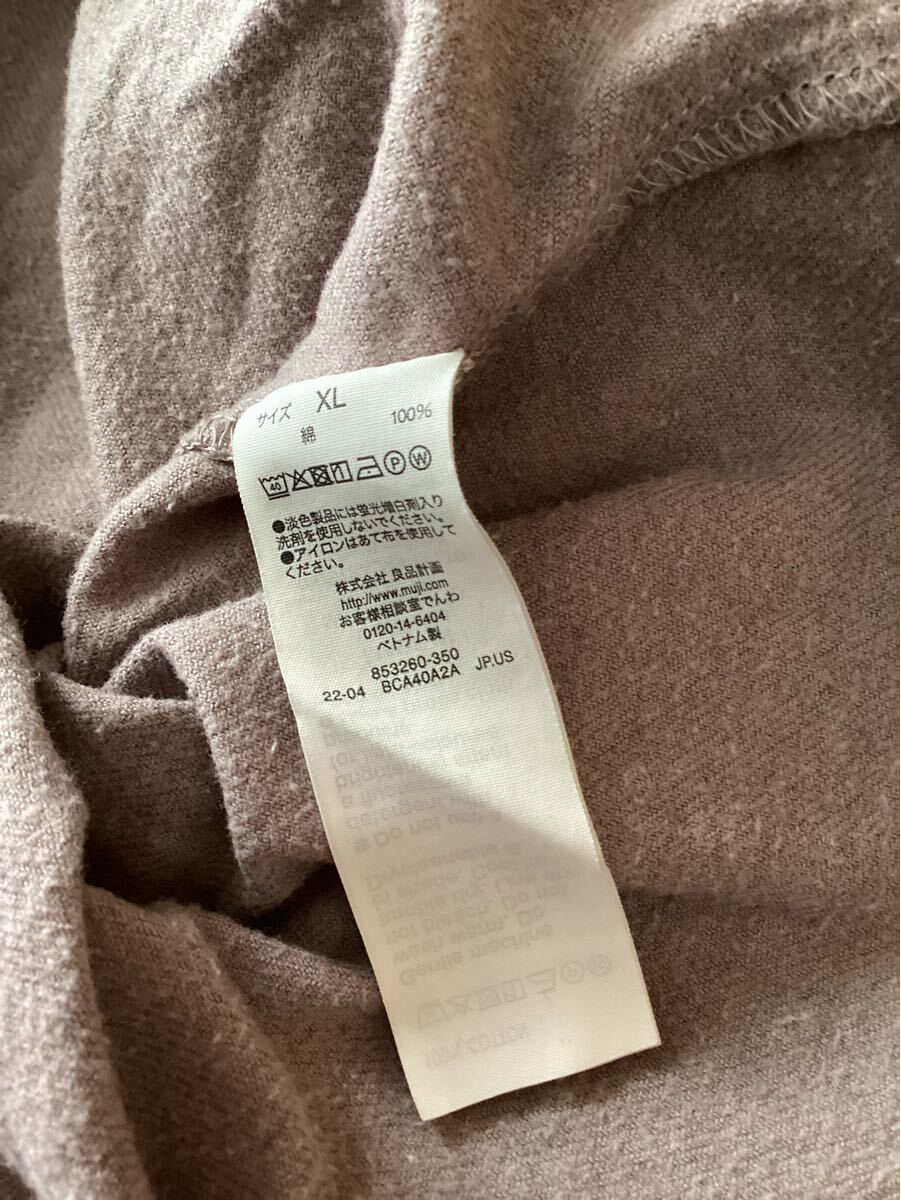 サイズ XL
綿 100%
40 P W
●淡色製品には蛍光増白剤入り
洗剤を使用しないでください。
●アイロンはあて布を使用して
ください。
株式会社 良品計画
http://www.muji.com
お客様相談室でんわ
0120-14-6404
ベトナム製
853260-350
22-04 BCA40A2A JP.US